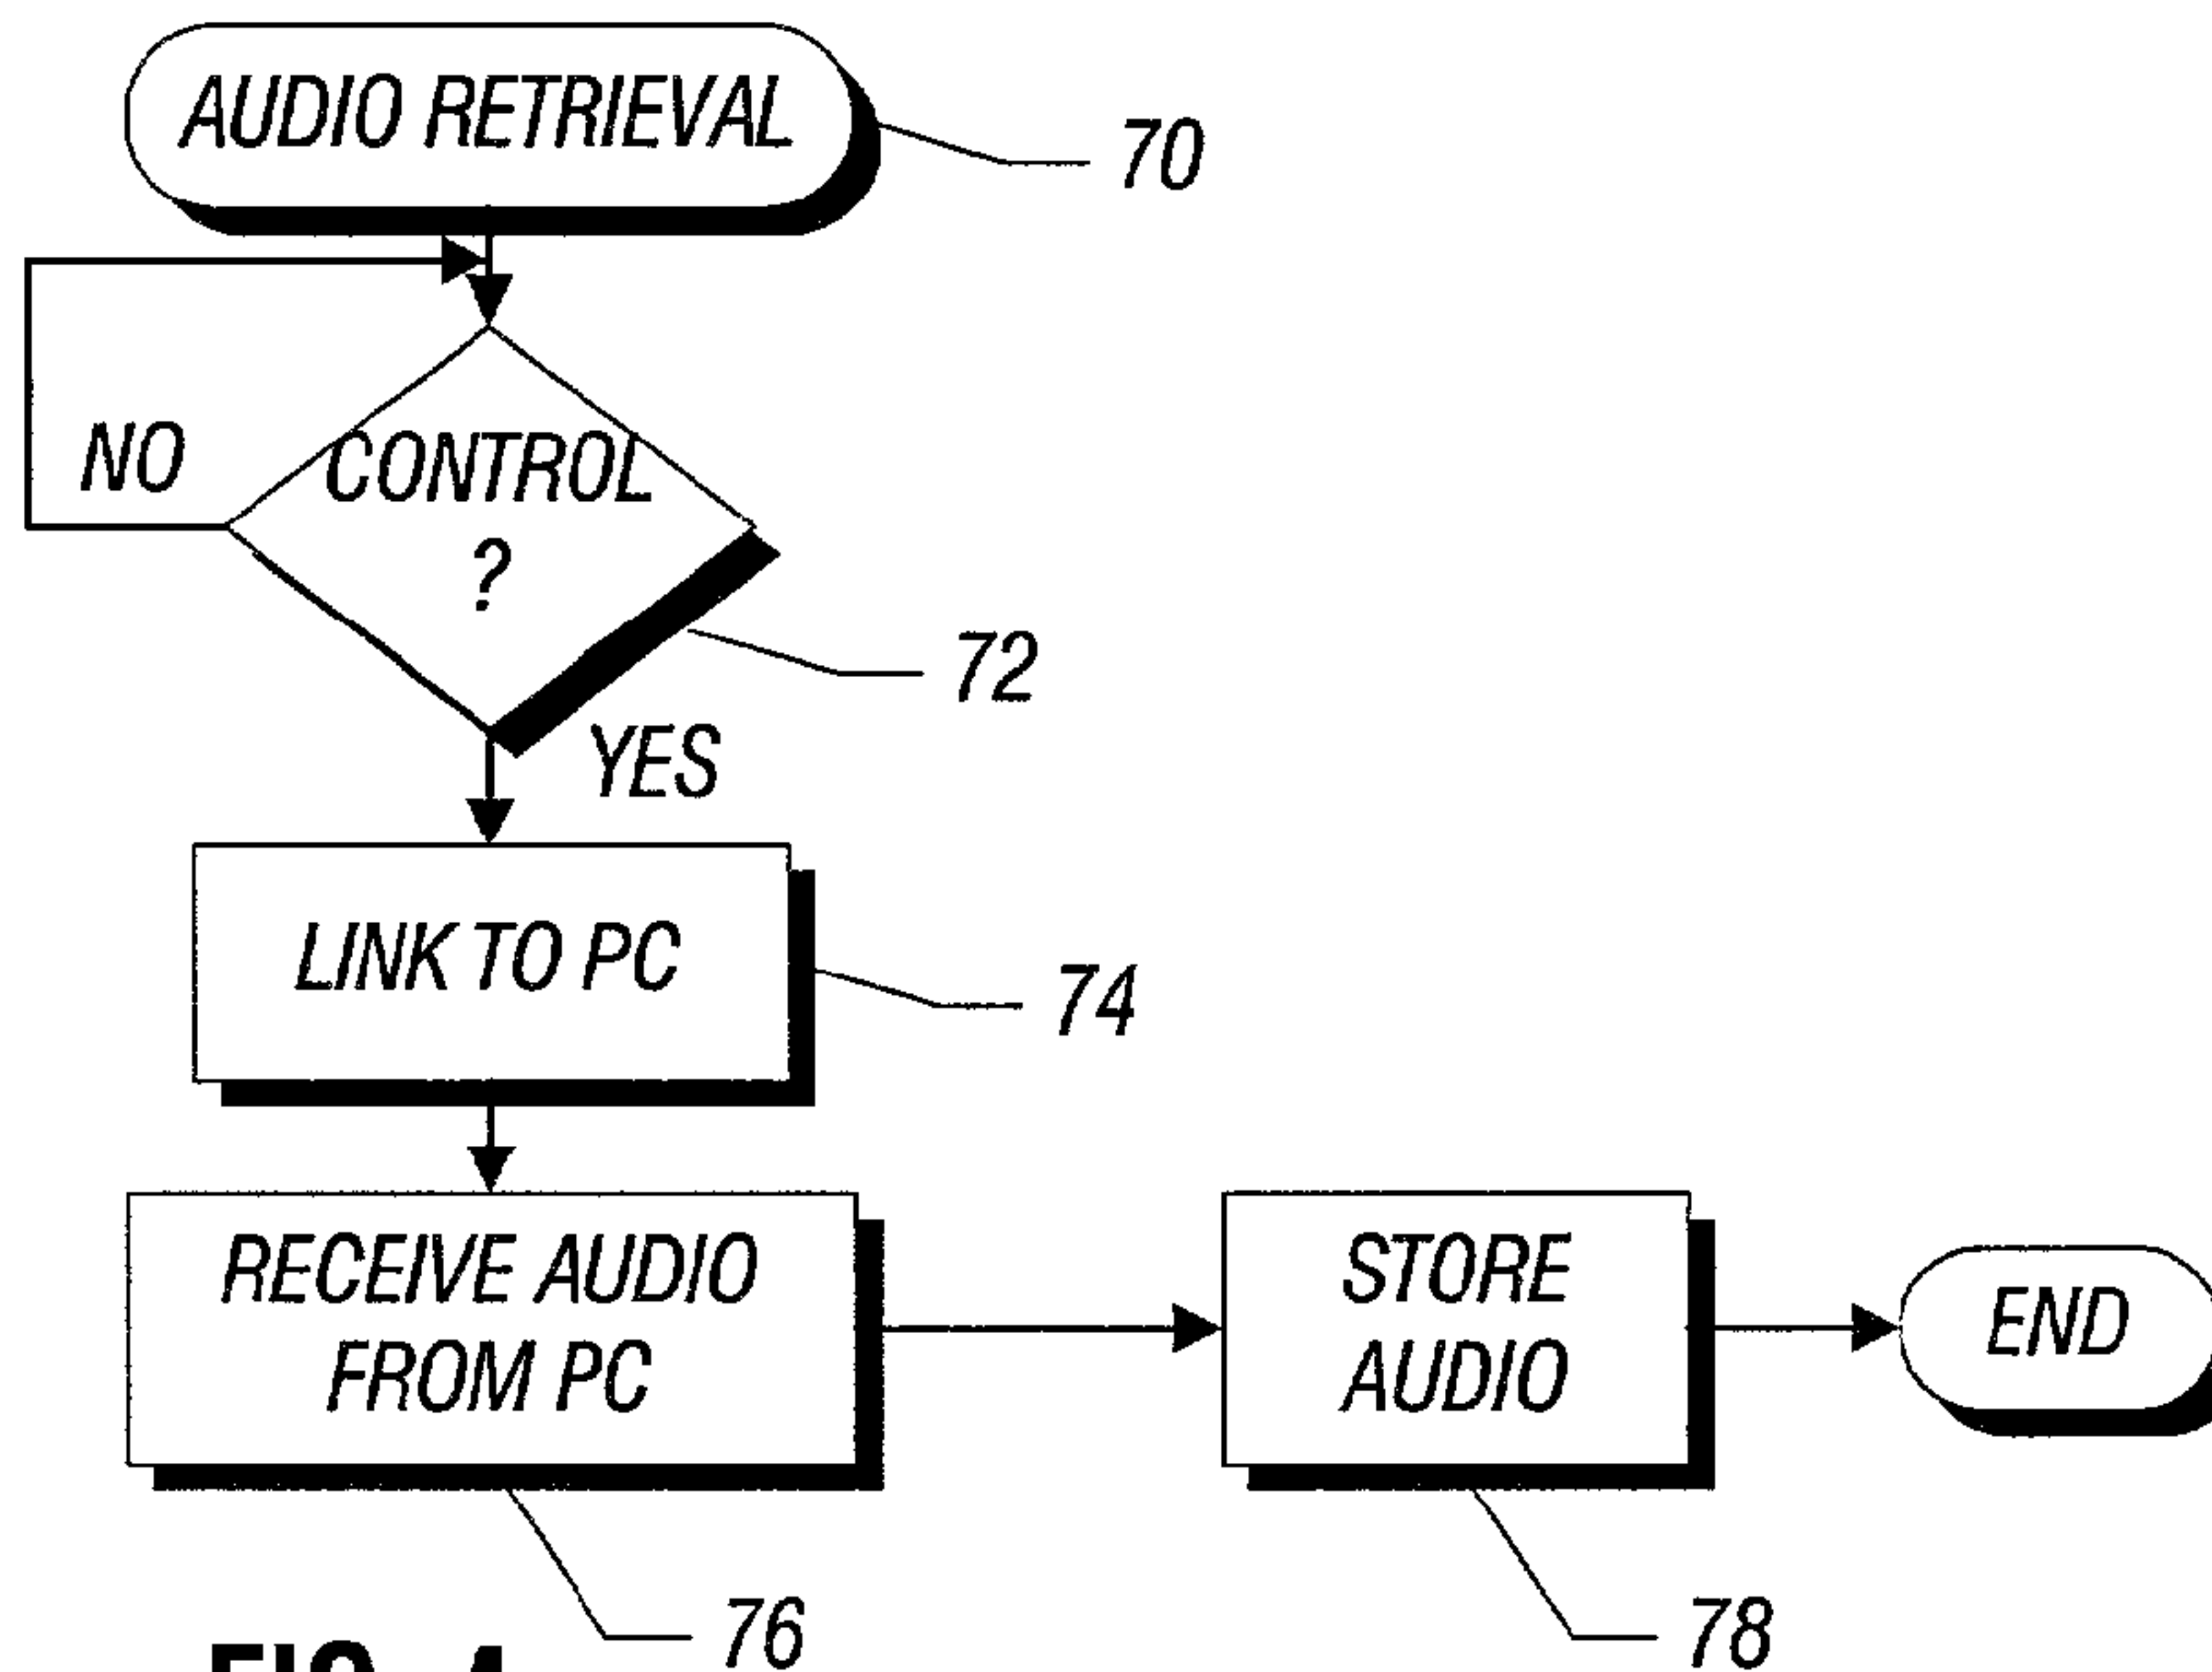 AUDIO RETRIEVAL
70
NO
CONTROL
?
72
YES
LINK TO PC
74
RECEIVE AUDIO
FROM PC
STORE
AUDIO
END
76
78